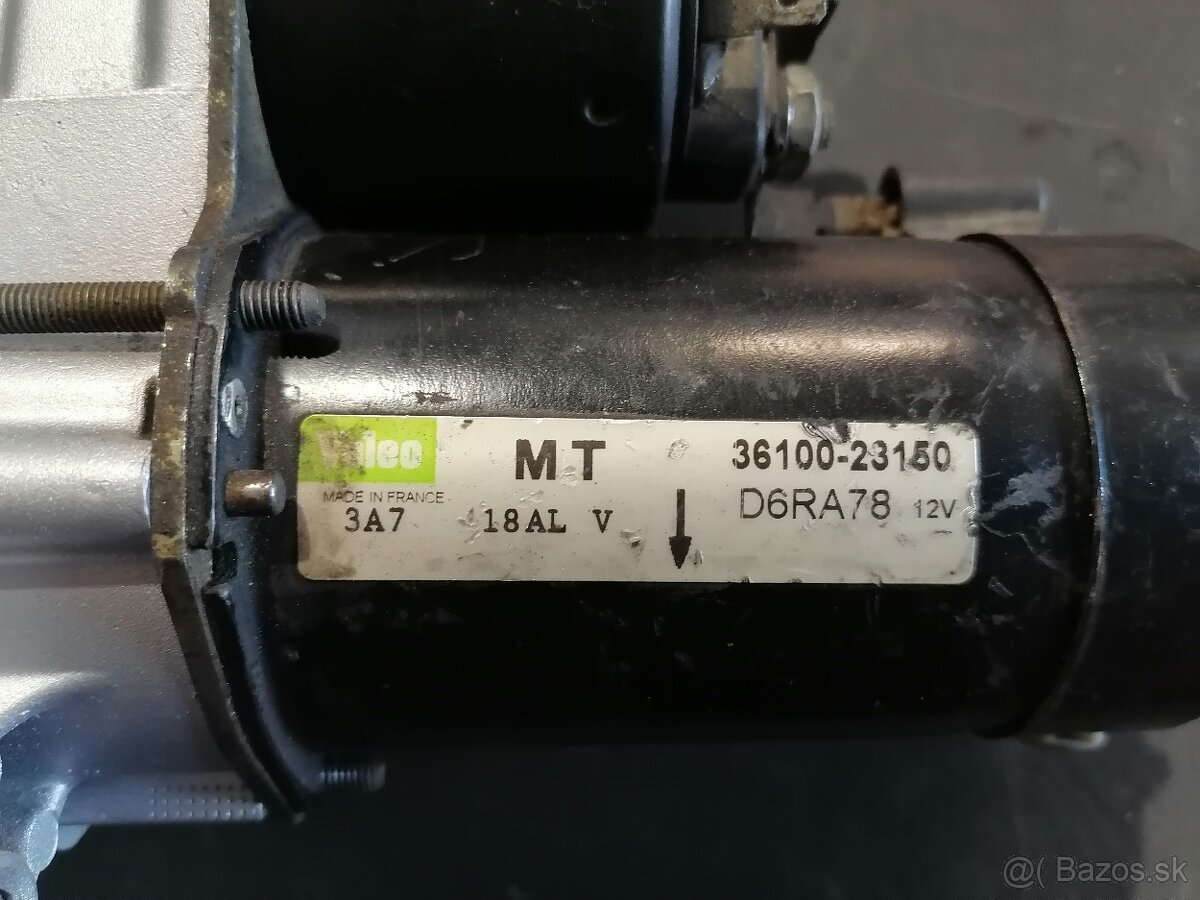 Valeo MT 36100-23150
MADE IN FRANCE D6RA78 12V
3A7 18AL V
@( Bazos.sk